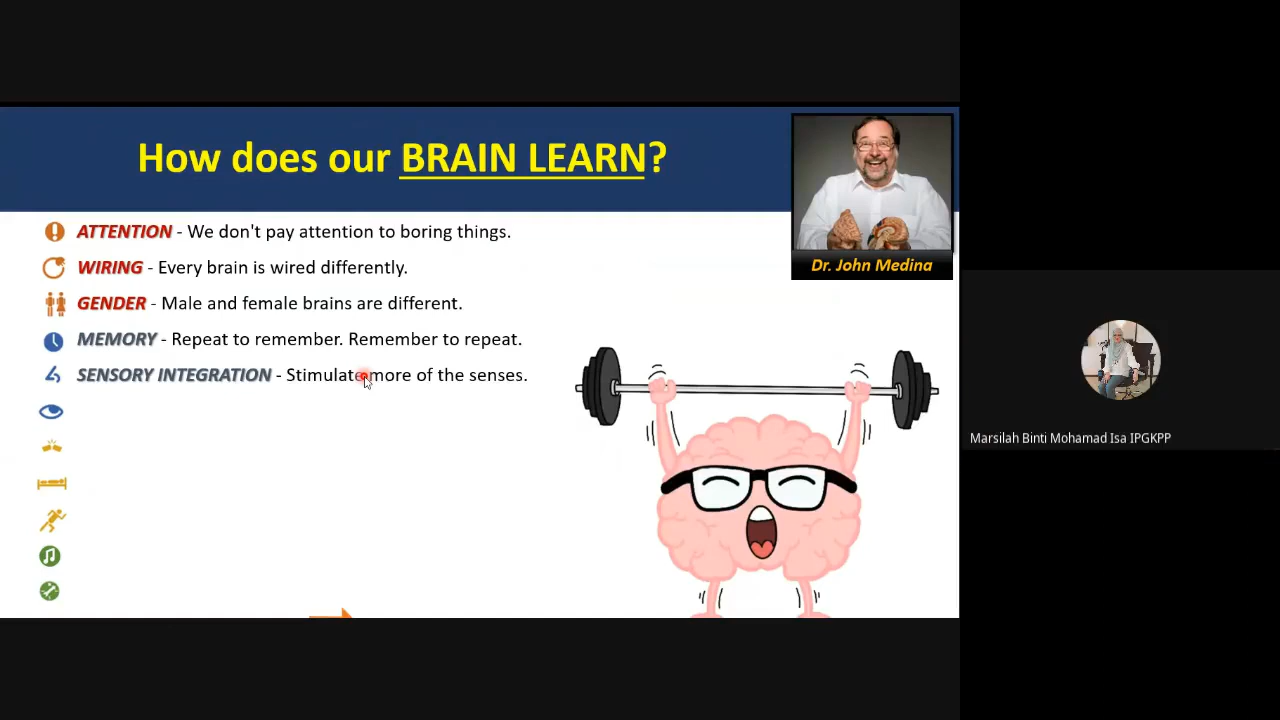 How does our BRAIN LEARN?
Dr. John Medina
ATTENTION - We don't pay attention to boring things.
WIRING - Every brain is wired differently.
GENDER - Male and female brains are different.
MEMORY - Repeat to remember. Remember to repeat.
SENSORY INTEGRATION - Stimulate more of the senses.
Marsilah Binti Mohamad Isa IPGKPP